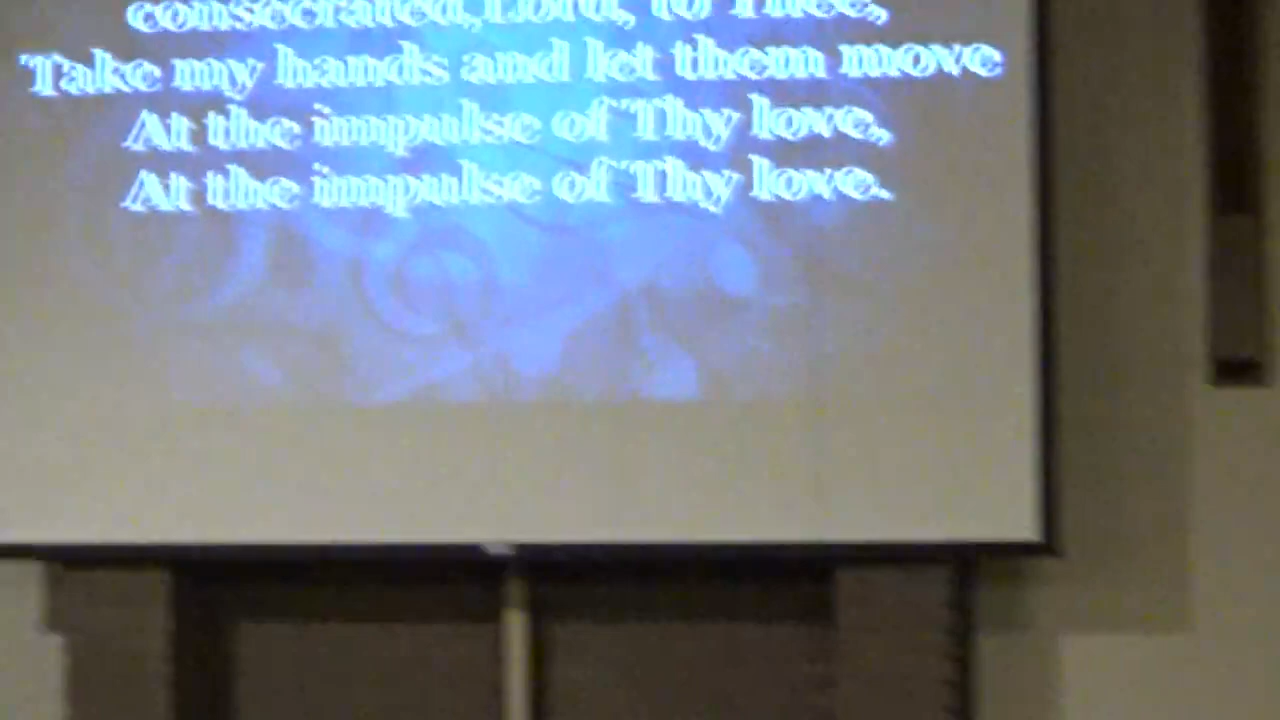 consecrated, Lord, to Thee,
Take my hands and let them move
At the impulse of Thy love,
At the impulse of Thy love.